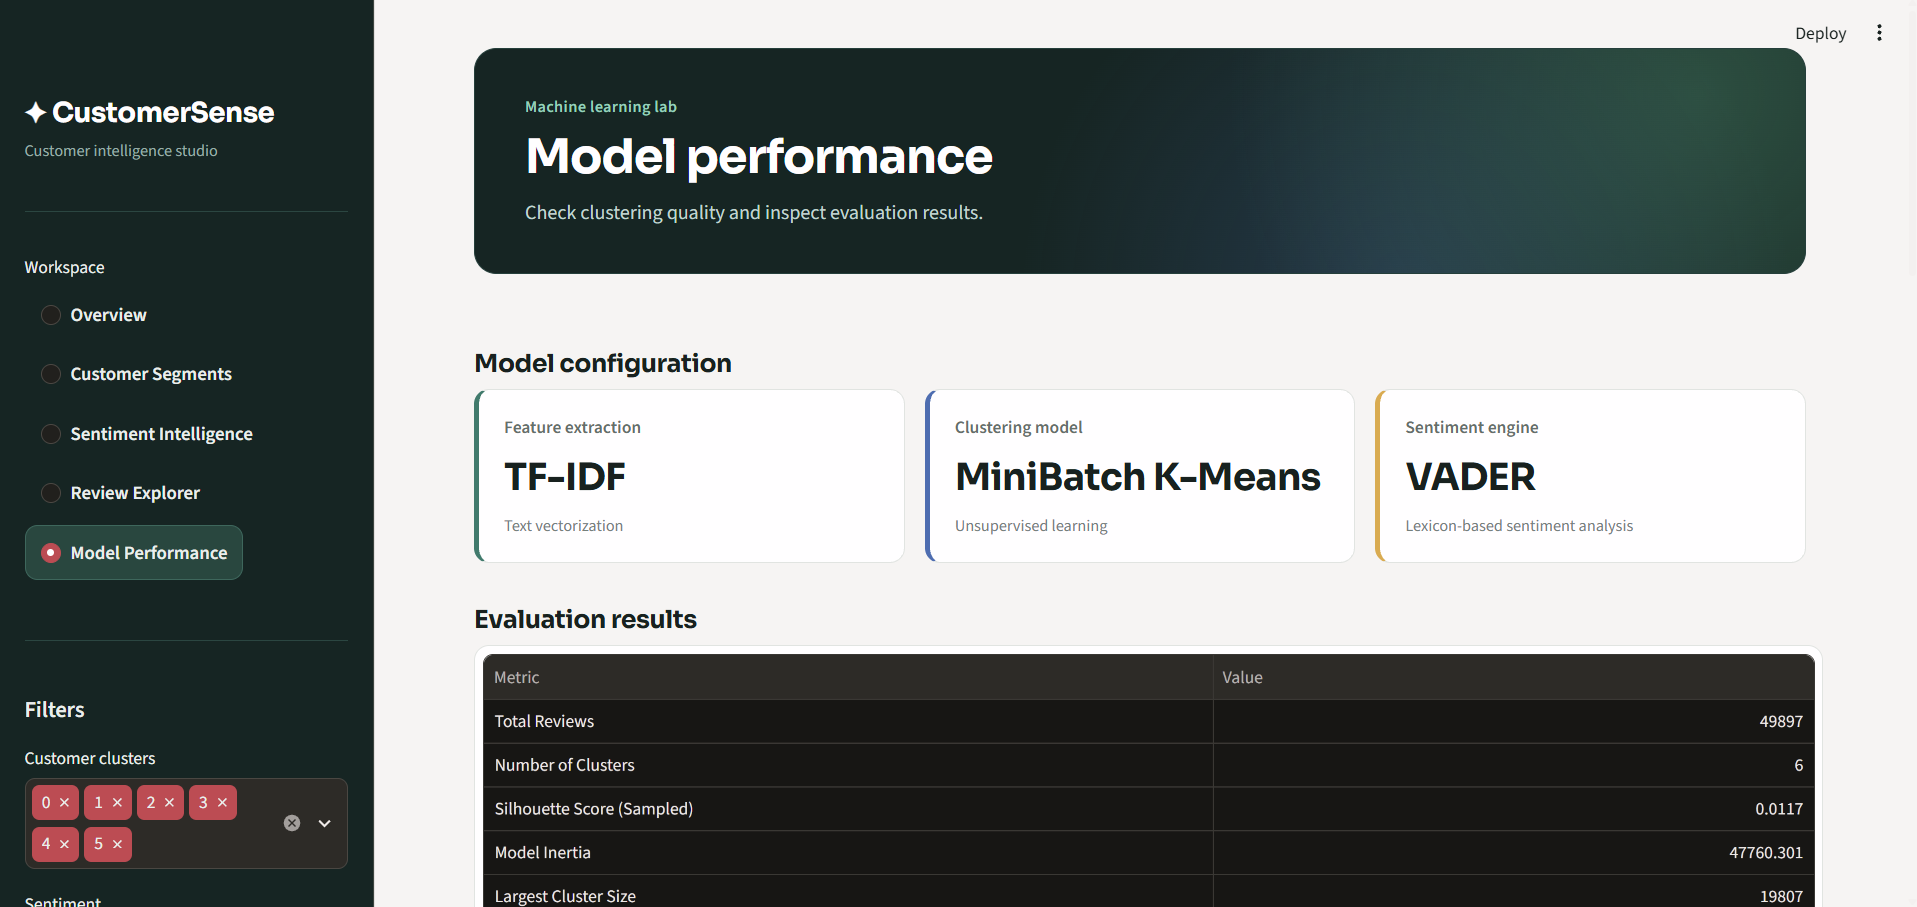 Deploy
✦ CustomerSense
Customer intelligence studio
Workspace
Overview
Customer Segments
Sentiment Intelligence
Review Explorer
Model Performance
Filters
Customer clusters
0 × 1 × 2 × 3 ×
4 × 5 ×
Sentiment
Machine learning lab
Model performance
Check clustering quality and inspect evaluation results.
Model configuration
Feature extraction
TF-IDF
Text vectorization
Clustering model
MiniBatch K-Means
Unsupervised learning
Sentiment engine
VADER
Lexicon-based sentiment analysis
Evaluation results
Metric Value
Total Reviews 49897
Number of Clusters 6
Silhouette Score (Sampled) 0.0117
Model Inertia 47760.301
Largest Cluster Size 19807